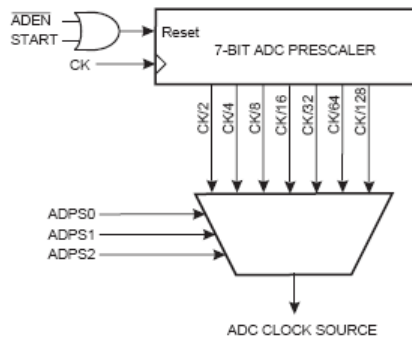 ADEN
START
Reset
7-BIT ADC PRESCALER
CK
CK/2
CK/4
CK/8
CK/16
CK/32
CK/64
CK/128
ADPS0
ADPS1
ADPS2
ADC CLOCK SOURCE